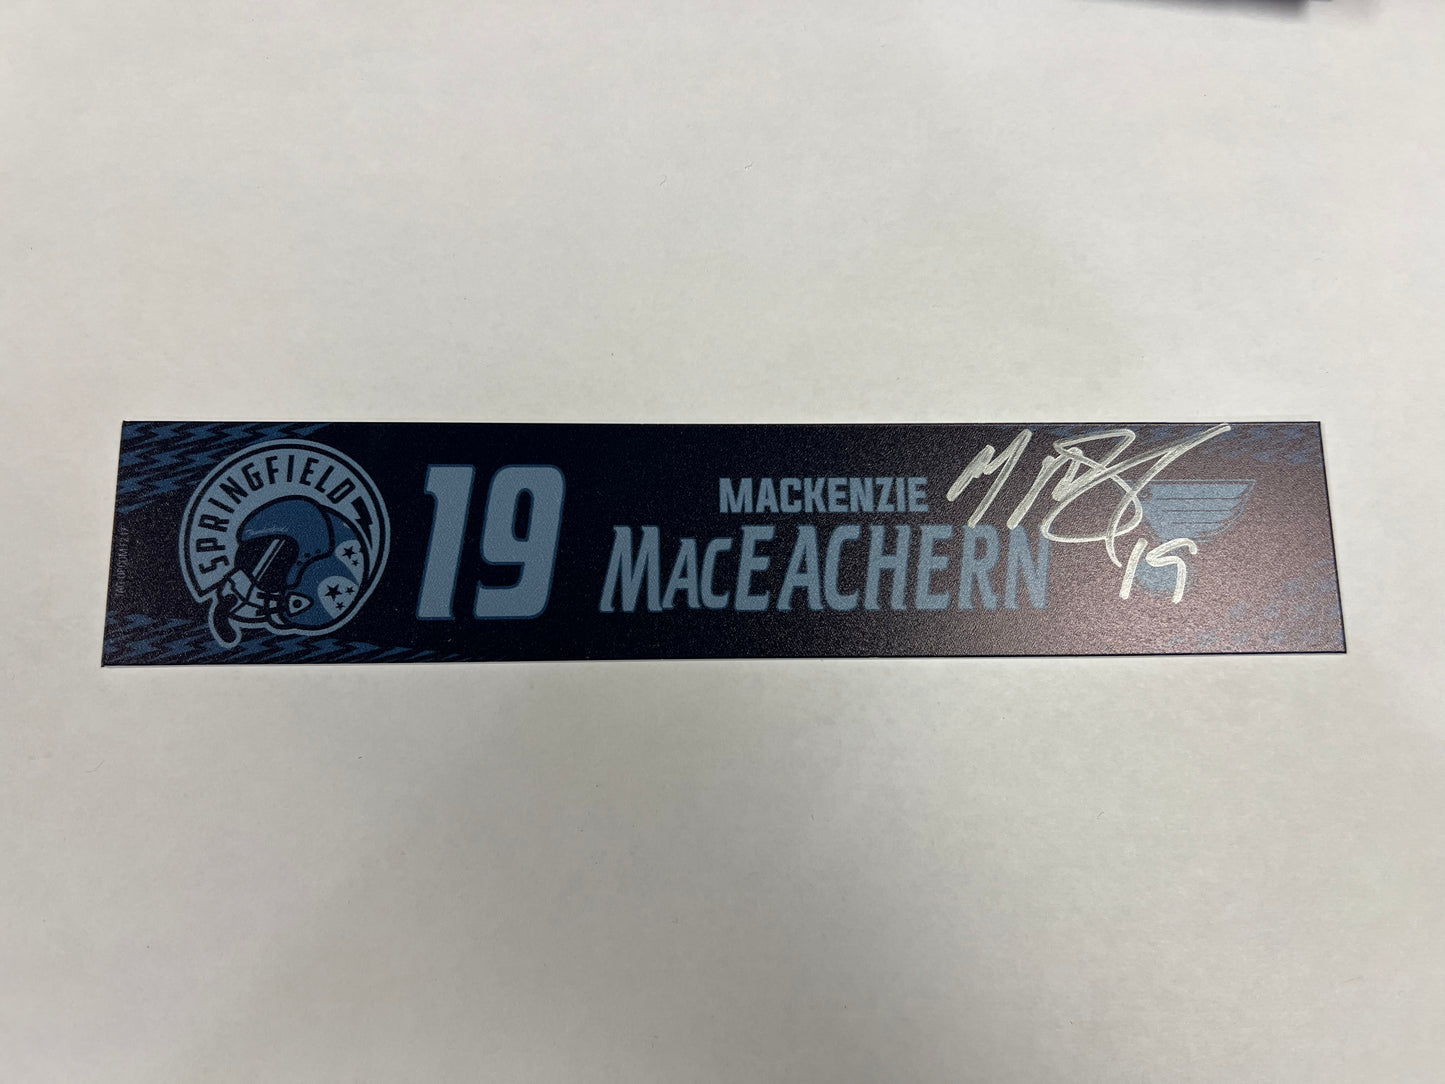 SPRINGFIELD
19
MACKENZIE
MACEACHERN
19